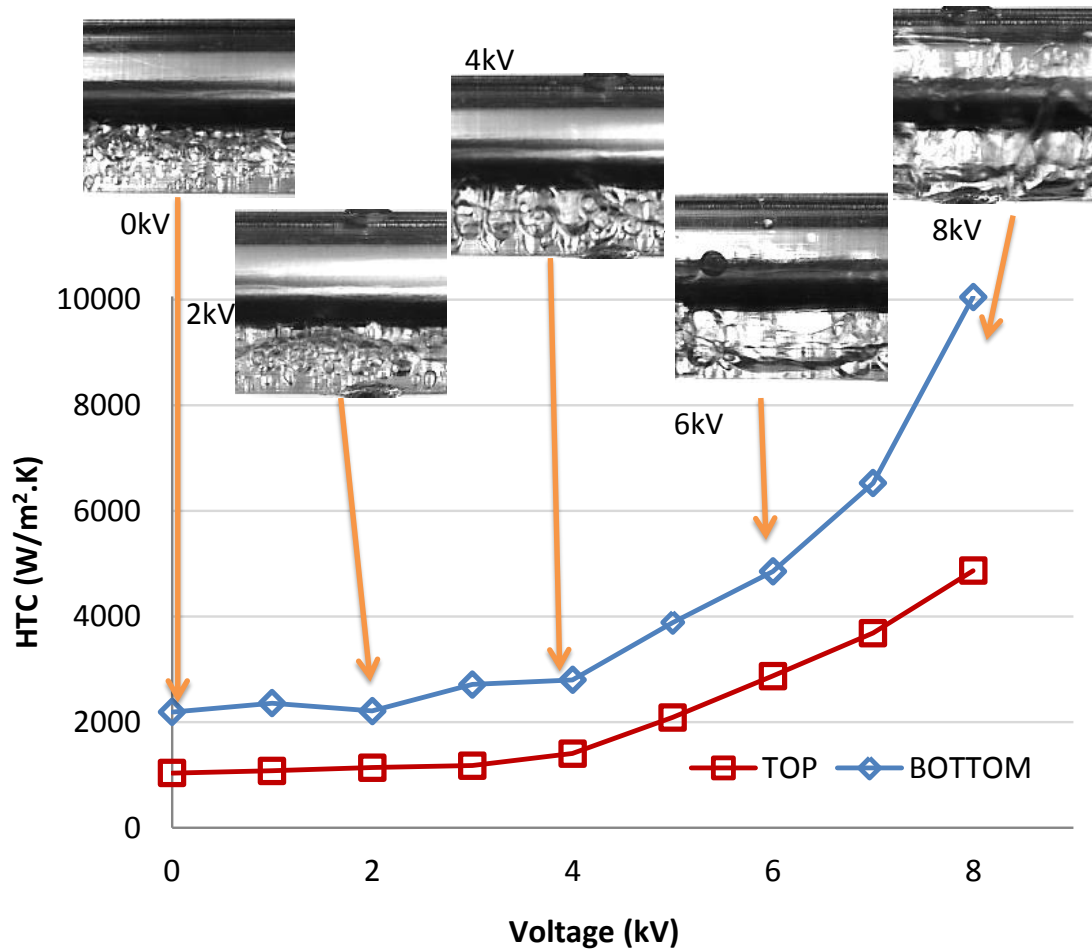 4kV
0kV
8kV
2kV
6kV
10000
8000
6000
4000
2000
0
HTC (W/m².K)
TOP
BOTTOM
0
2
4
6
8
Voltage (kV)